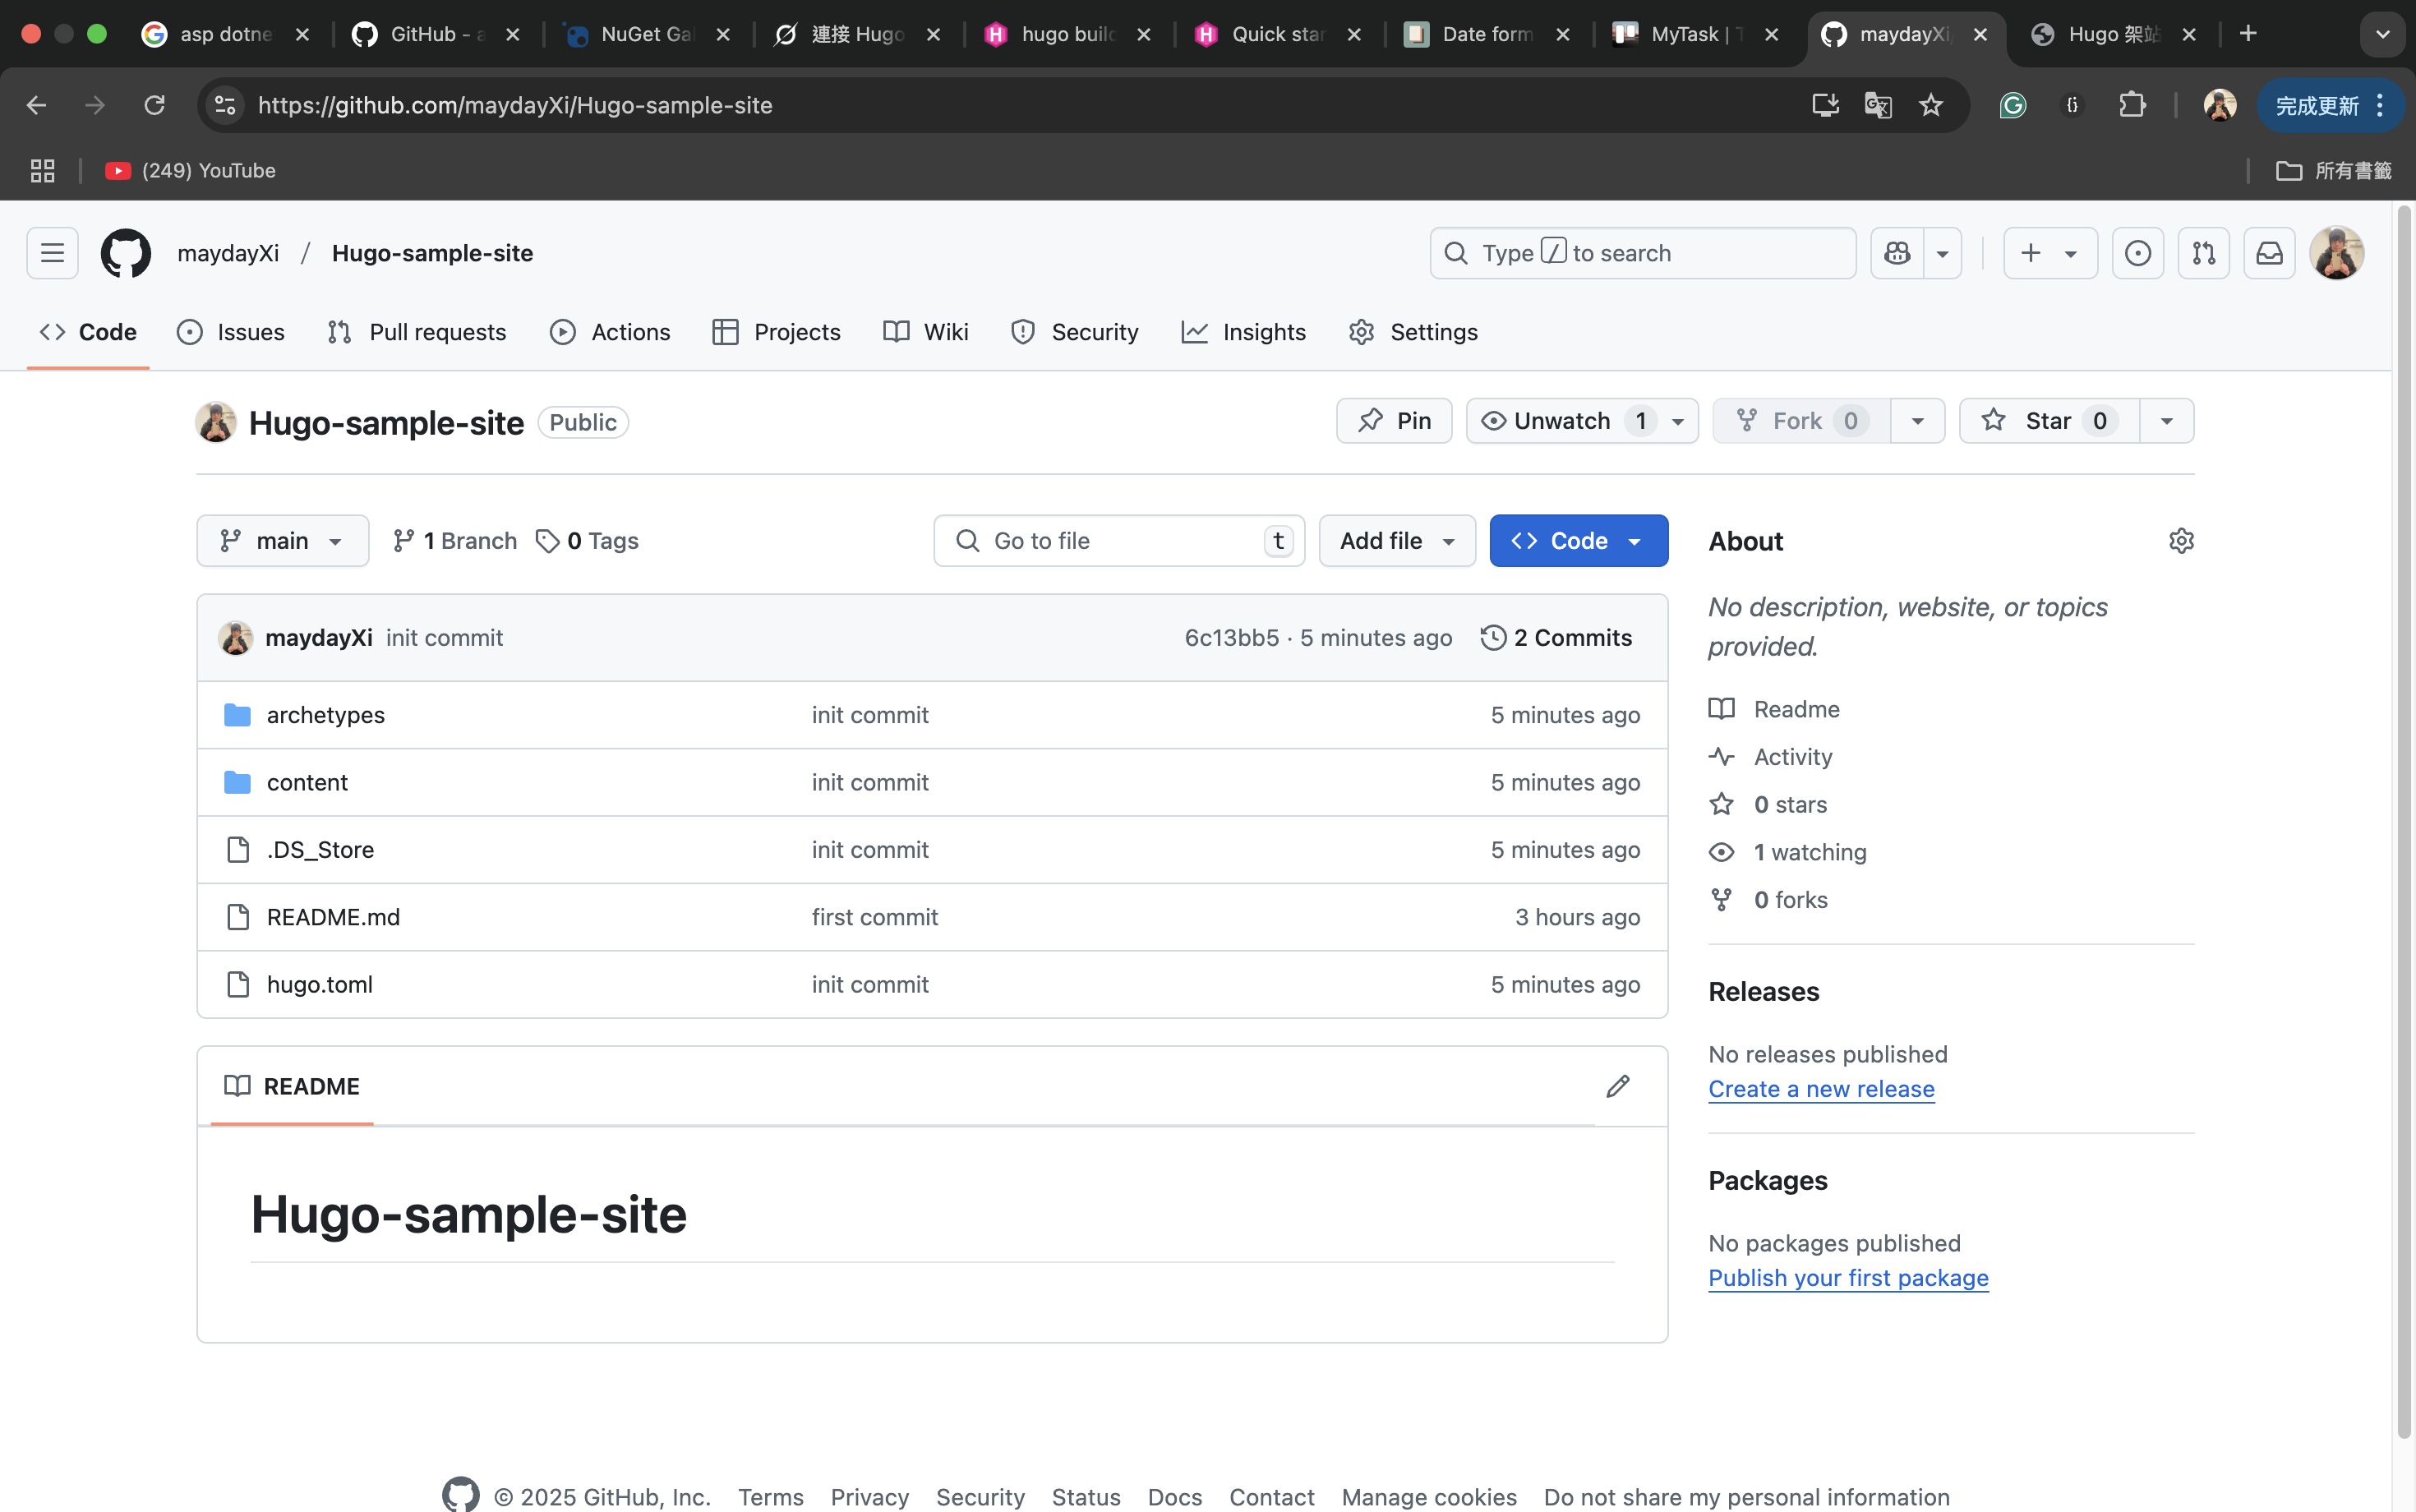 asp dotne
GitHub - a
NuGet Gal
連接 Hugo
hugo build
Quick star
Date form
MyTask | T
maydayXi/
Hugo 架站
https://github.com/maydayXi/Hugo-sample-site
完成更新
(249) YouTube
所有書籤
maydayXi / Hugo-sample-site
Type / to search
Code
Issues
Pull requests
Actions
Projects
Wiki
Security
Insights
Settings
Hugo-sample-site
Public
Pin
Unwatch 1
Fork 0
Star 0
main
1 Branch
0 Tags
Go to file
t
Add file
Code
About
No description, website, or topics
provided.
maydayXi init commit
6c13bb5 · 5 minutes ago
2 Commits
archetypes
init commit
5 minutes ago
content
init commit
5 minutes ago
.DS_Store
init commit
5 minutes ago
README.md
first commit
3 hours ago
hugo.toml
init commit
5 minutes ago
Readme
Activity
0 stars
1 watching
0 forks
Releases
No releases published
Create a new release
Packages
No packages published
Publish your first package
README
Hugo-sample-site
© 2025 GitHub, Inc.
Terms
Privacy
Security
Status
Docs
Contact
Manage cookies
Do not share my personal information